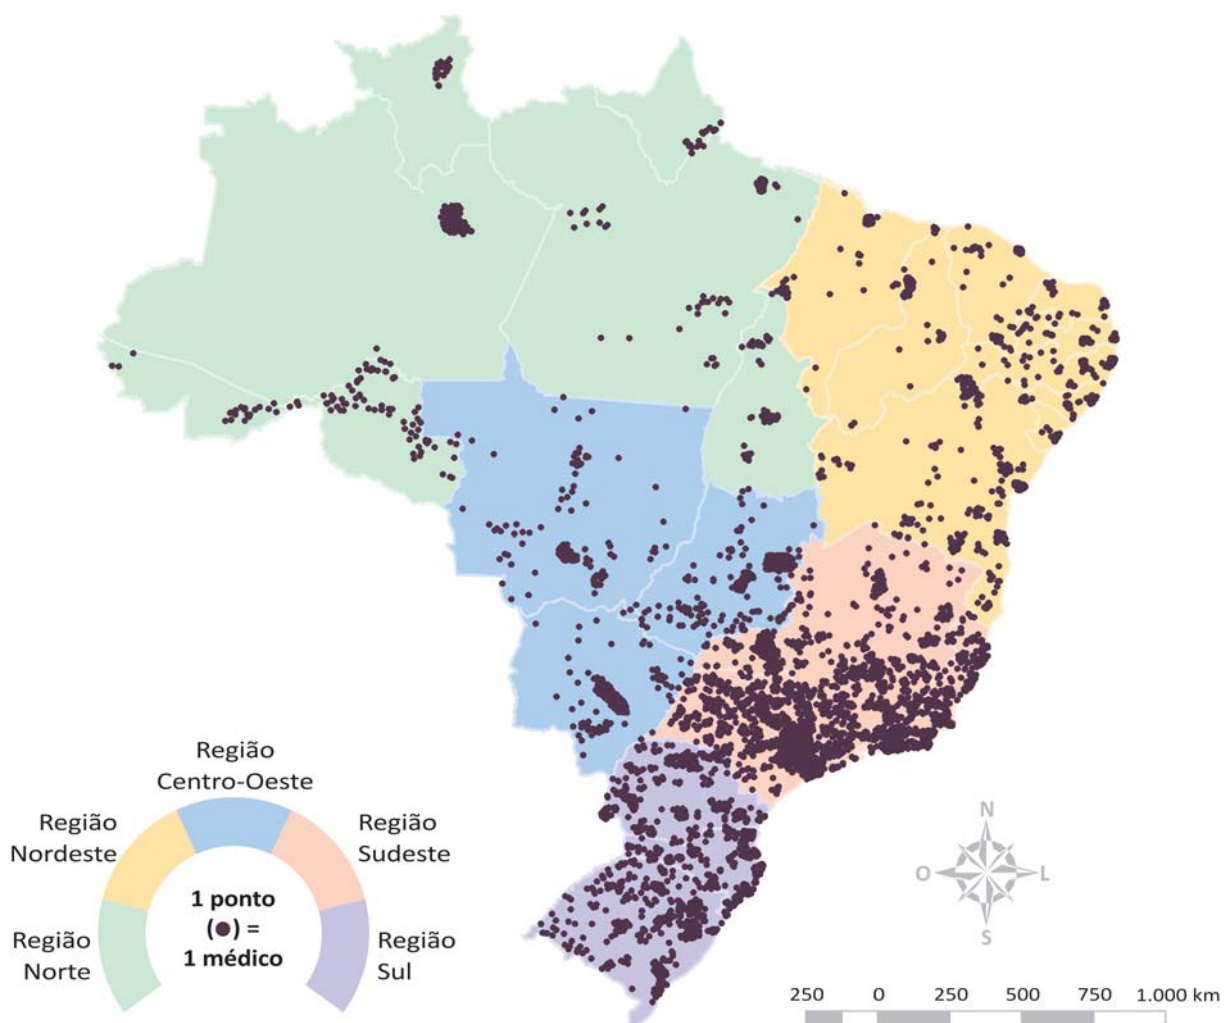 Região
Centro-Oeste
Região
Nordeste
Região
Sudeste
1 ponto
(●) =
1 médico
Região
Norte
Região
Sul
N
O
L
S
250 0 250 500 750 1.000 km